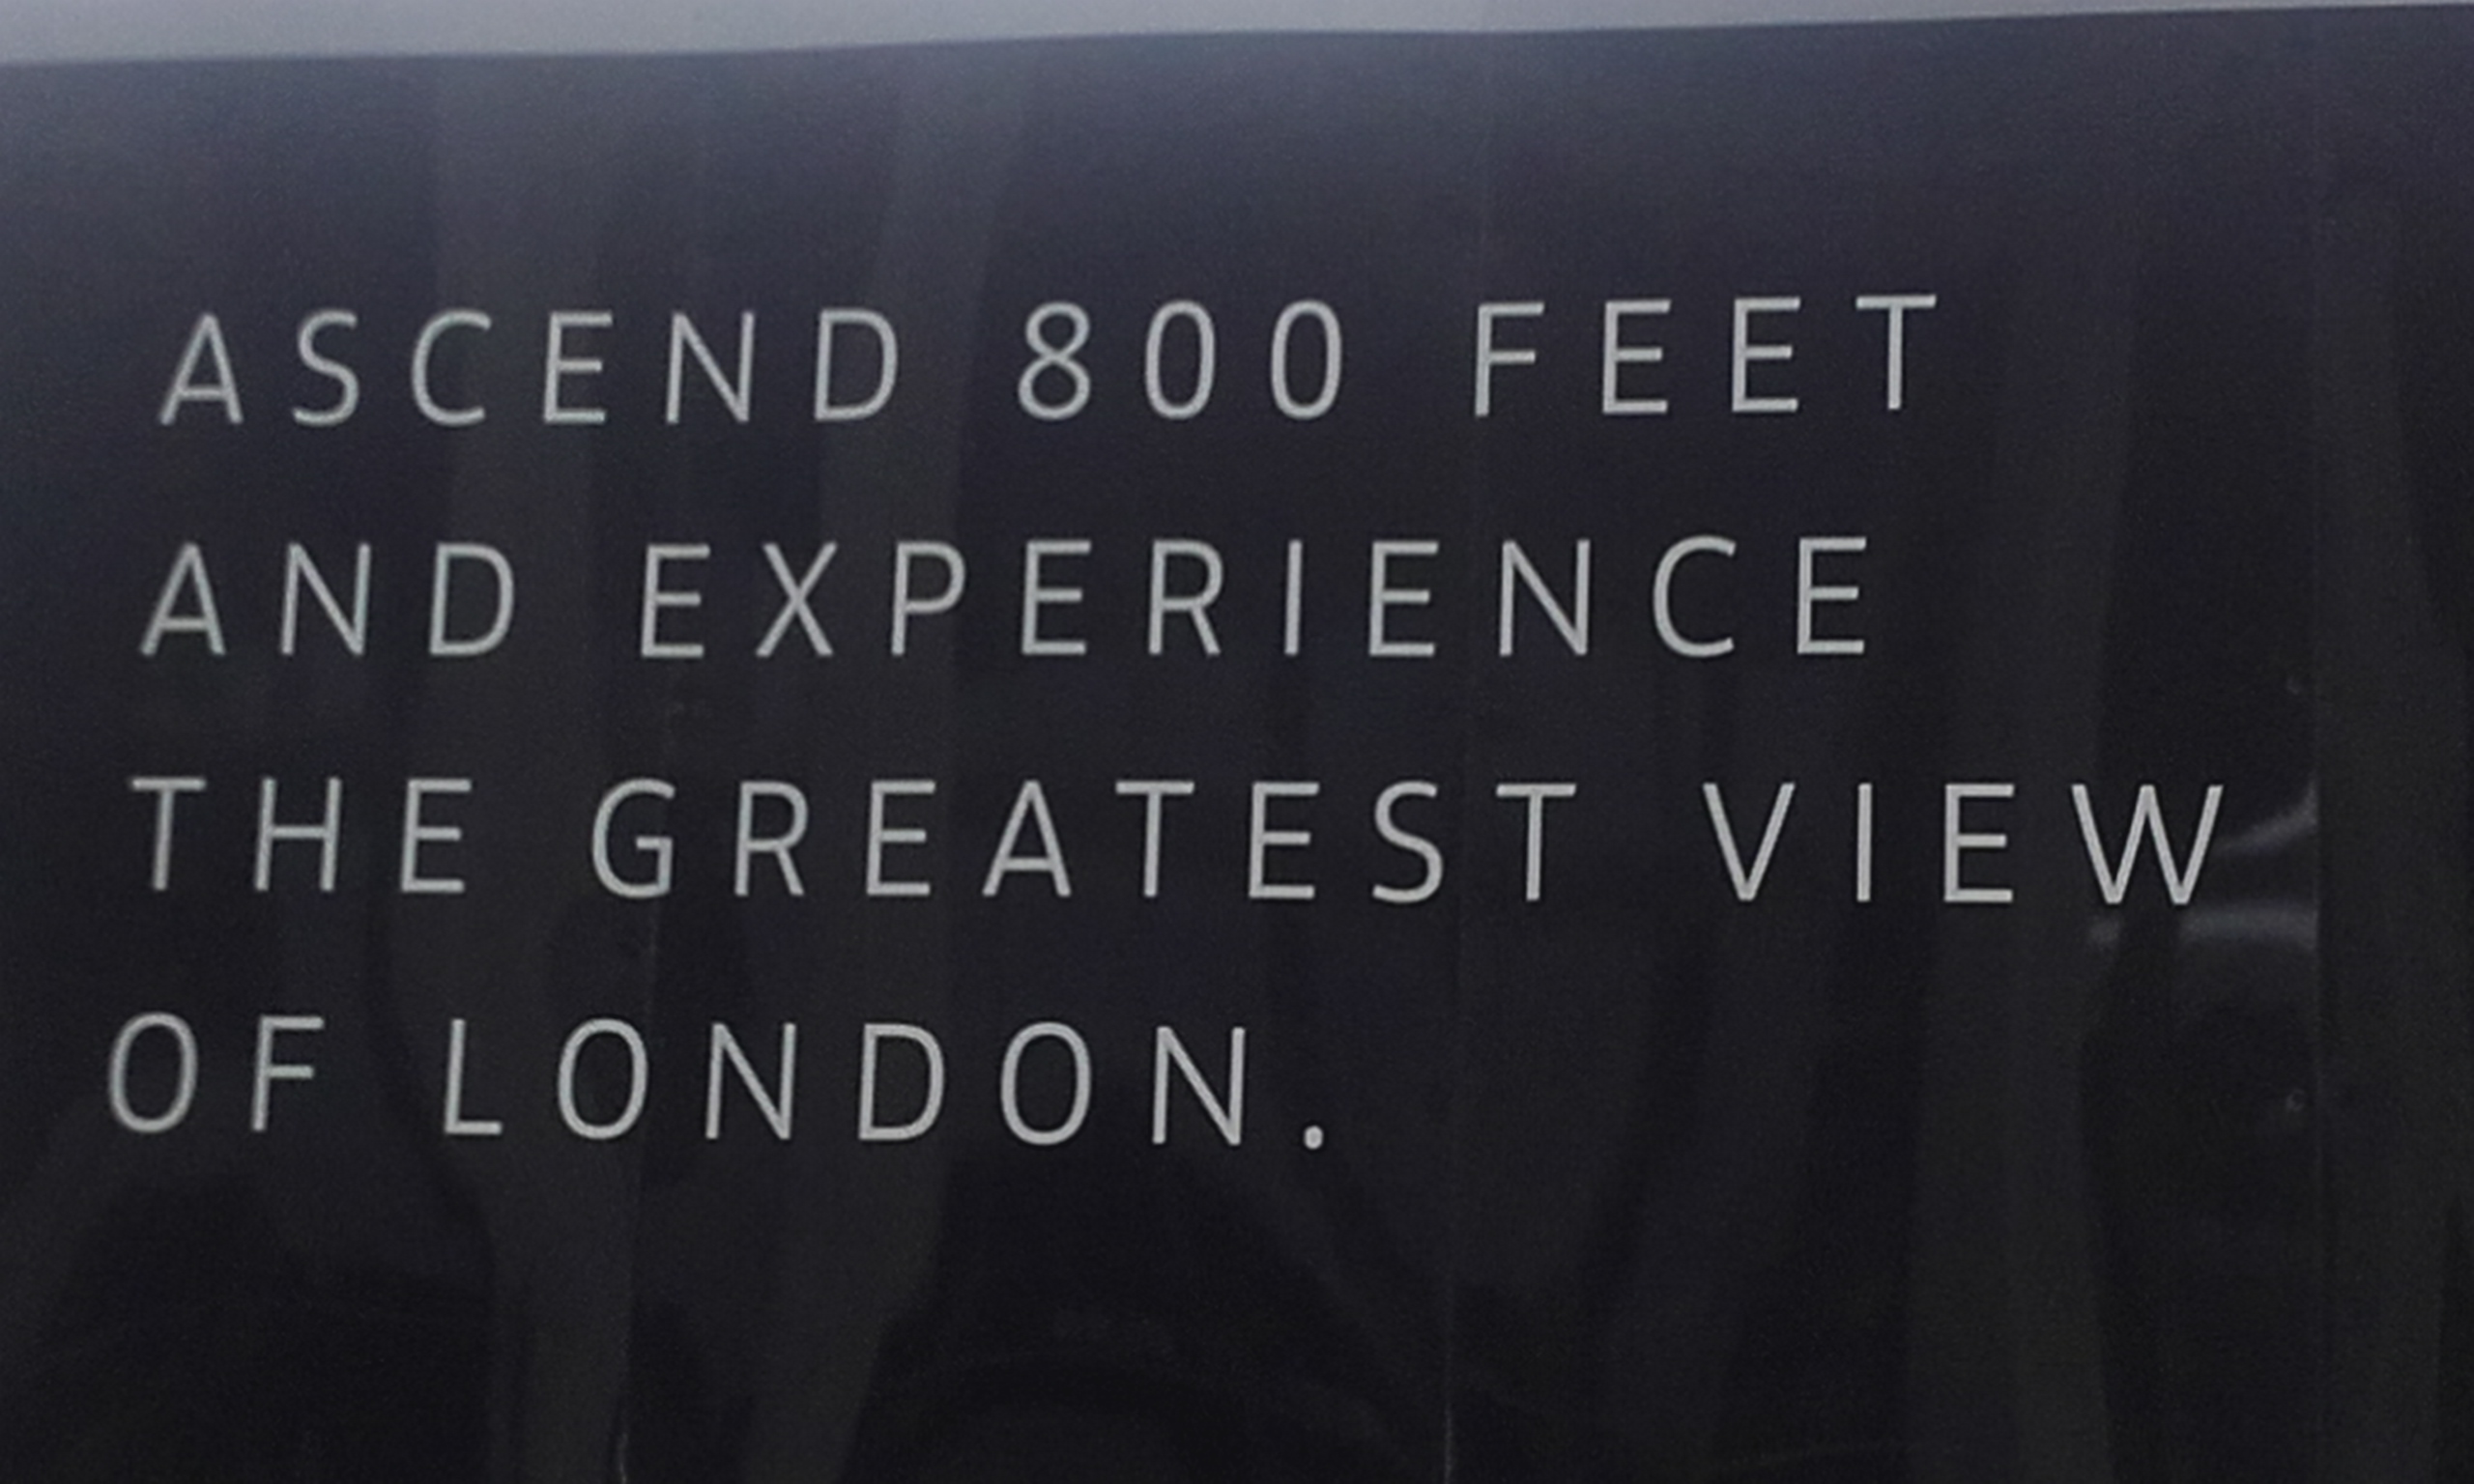 ASCEND 800 FEET
AND EXPERIENCE
THE GREATEST VIEW
OF LONDON.